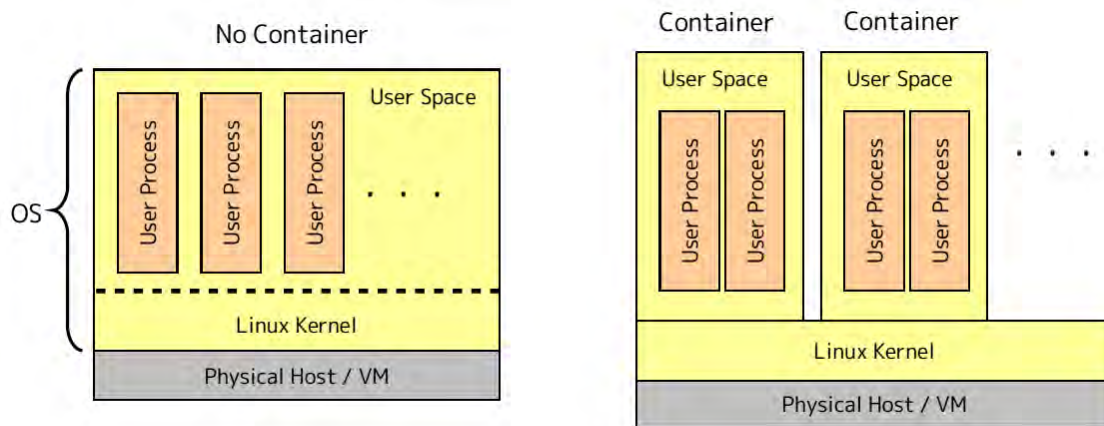 No Container
OS
User Space
User Process
User Process
User Process
. . .
Linux Kernel
Physical Host / VM
Container
Container
User Space
User Space
User Process
User Process
User Process
User Process
. . .
Linux Kernel
Physical Host / VM